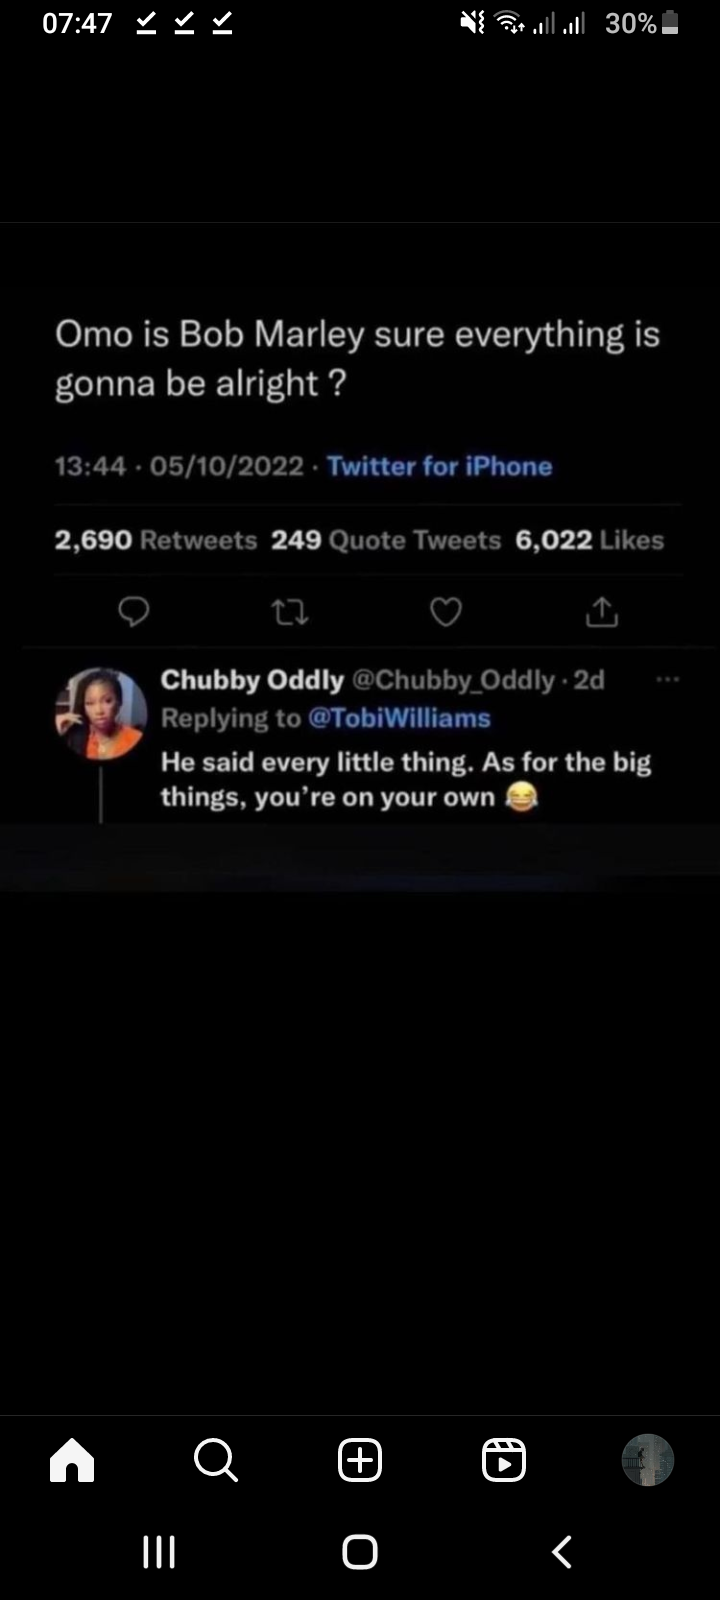 07:47
30%
Omo is Bob Marley sure everything is
gonna be alright ?
13:44 · 05/10/2022 · Twitter for iPhone
2,690 Retweets 249 Quote Tweets 6,022 Likes
Chubby Oddly @Chubby_Oddly · 2d
Replying to @TobiWilliams
He said every little thing. As for the big
things, you're on your own 😂